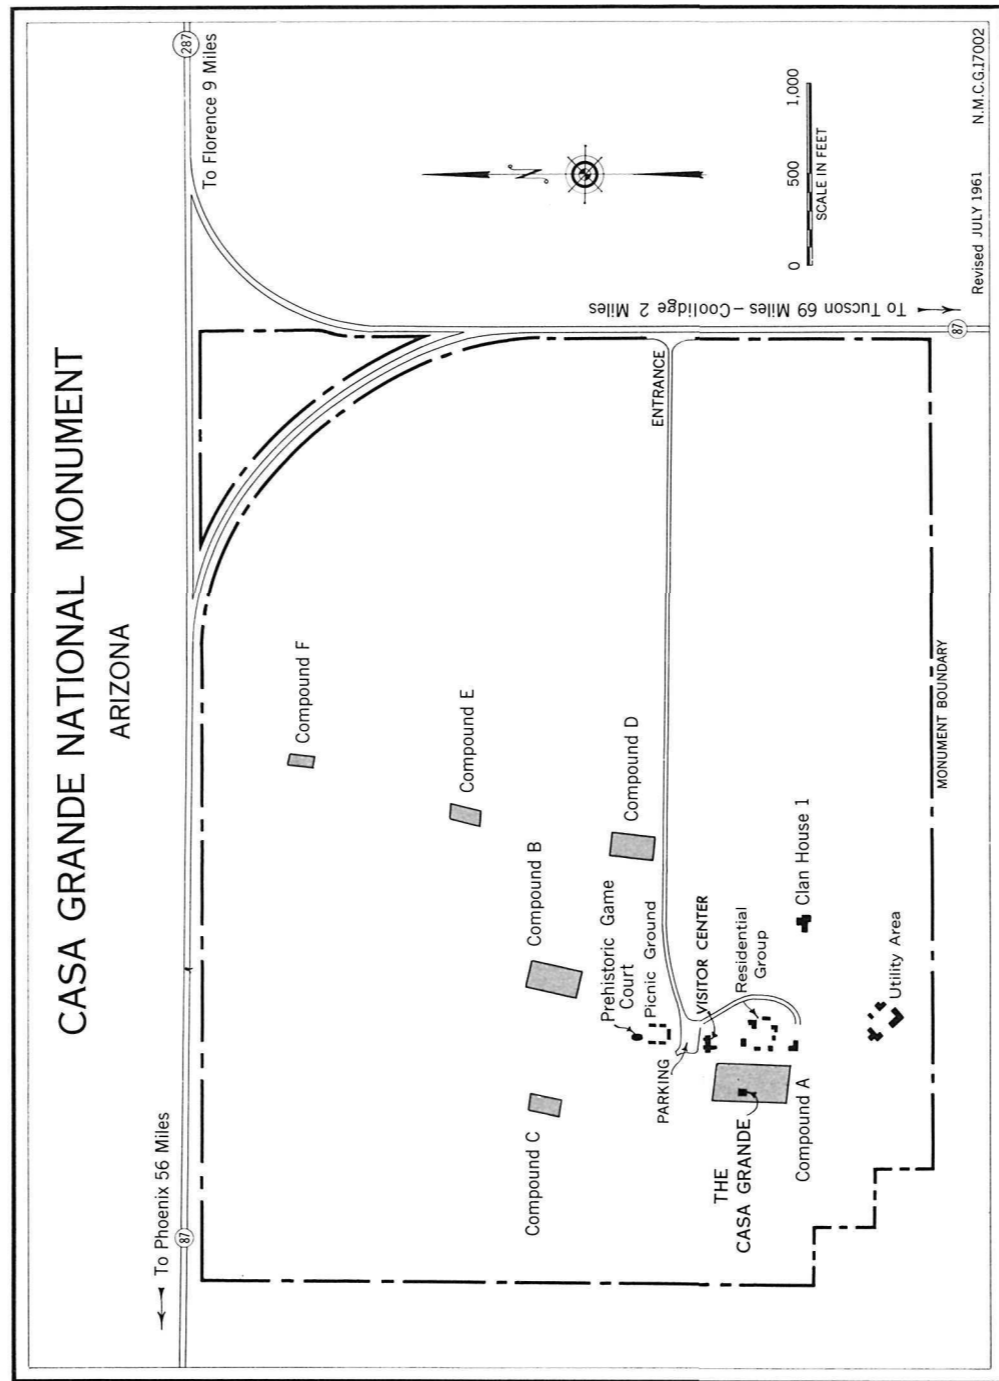 CASA GRANDE NATIONAL MONUMENT
ARIZONA
To Phoenix 56 Miles
87
287
To Florence 9 Miles
Compound F
Compound E
Compound B
Compound C
Compound D
Prehistoric Game
Court
Picnic Ground
PARKING
ENTRANCE
VISITOR CENTER
Residential
Group
THE
CASA GRANDE
Compound A
Clan House 1
Utility Area
MONUMENT BOUNDARY
N
To Tucson 69 Miles – Coolidge 2 Miles
87
0 500 1,000
SCALE IN FEET
Revised JULY 1961 N.M.C.G.17002